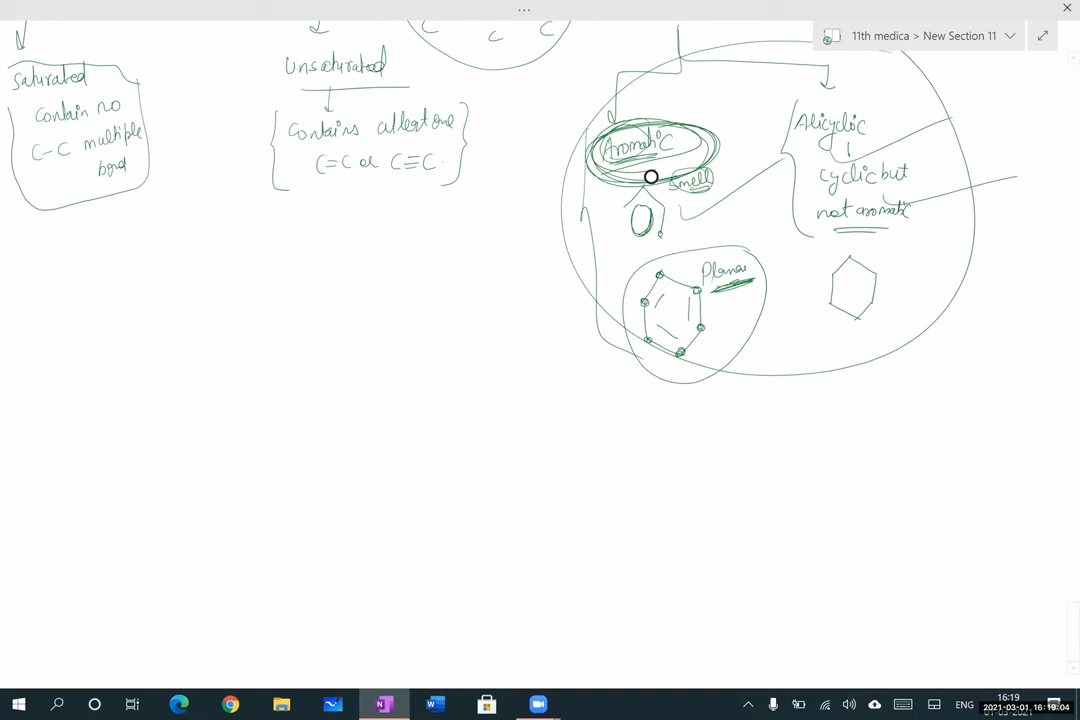 11th medica > New Section 11
C
C
C
Saturated
Contain no
C-C multiple
bond
Unsaturated
Contains atleast one
C=C or C≡C.
Aromatic
Smell
Planar
Alicyclic
cyclic but
not aromatic
ENG
16:19
2021-03-01 16:19:04